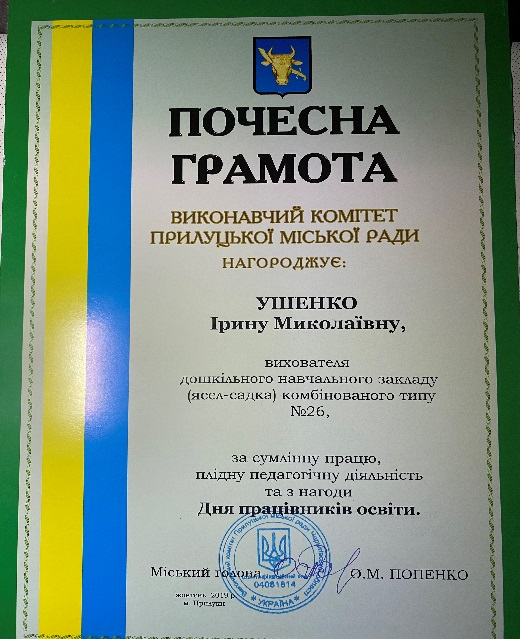 ПОЧЕСНА
ГРАМОТА
ВИКОНАВЧИЙ КОМІТЕТ
ПРИЛУЦЬКОЇ МІСЬКОЇ РАДИ
НАГОРОДЖУЄ:
УШЕНКО
Ірину Миколаївну,
вихователя
дошкільного навчального закладу
(ясел-садка) комбінованого типу
№26,
за сумлінну працю,
плідну педагогічну діяльність
та з нагоди
Дня працівників освіти.
Міський голова О.М. ПОПЕНКО
04061814
УКРАЇНА
жовтень 2019 р.
м. Прилуки